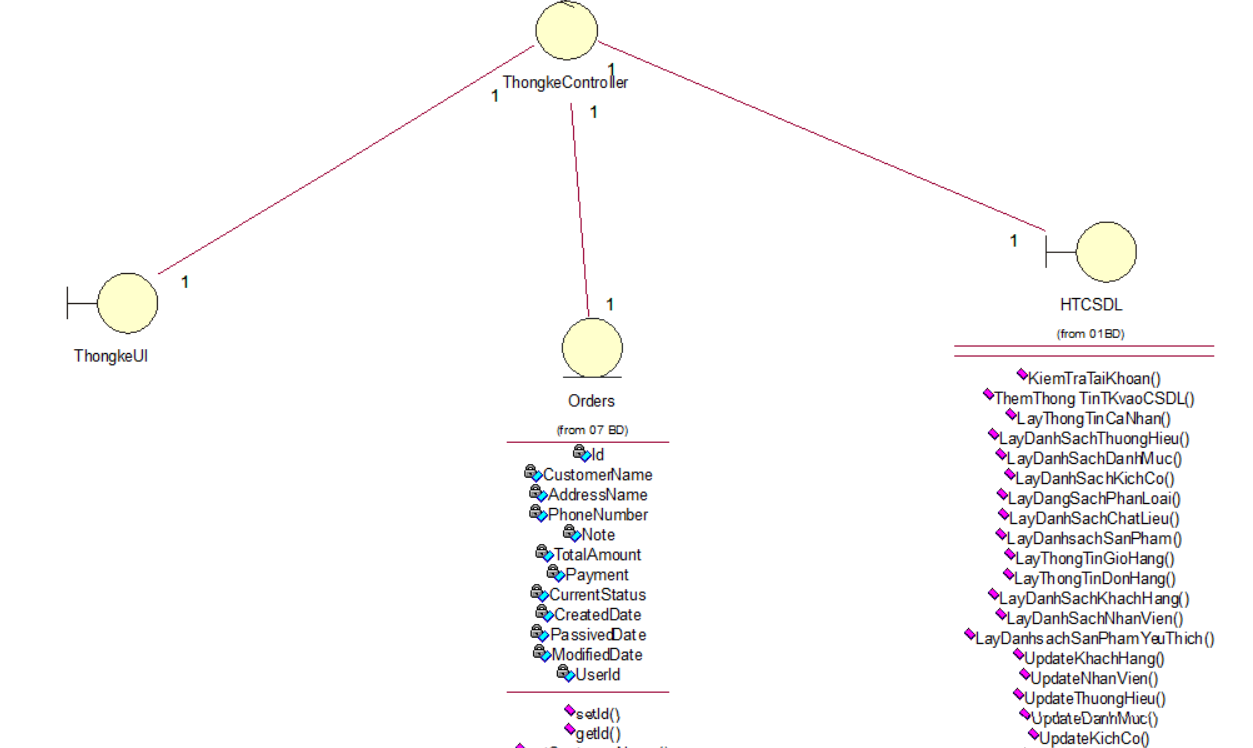 ThongkeController
1
1
1
1
1
1
ThongkeUI
Orders
(from 07 BD)
Id
CustomerName
AddressName
PhoneNumber
Note
TotalAmount
Payment
CurrentStatus
CreatedDate
PassivedDate
ModifiedDate
UserId
setId()
getId()
HTCSDL
(from 01BD)
KiemTraTaiKhoan()
ThemThong TinTKvaoCSDL()
LayThongTinCaNhan()
LayDanhSachThuongHieu()
LayDanhSachDanhMuc()
LayDanhSachKichCo()
LayDangSachPhanLoai()
LayDanhSachChatLieu()
LayDanhsachSanPham()
LayThongTinGioHang()
LayThongTinDonHang()
LayDanhSachKhachHang()
LayDanhSachNhanVien()
LayDanhsachSanPhamYeuThich()
UpdateKhachHang()
UpdateNhanVien()
UpdateThuongHieu()
UpdateDanhMuc()
UpdateKichCo()